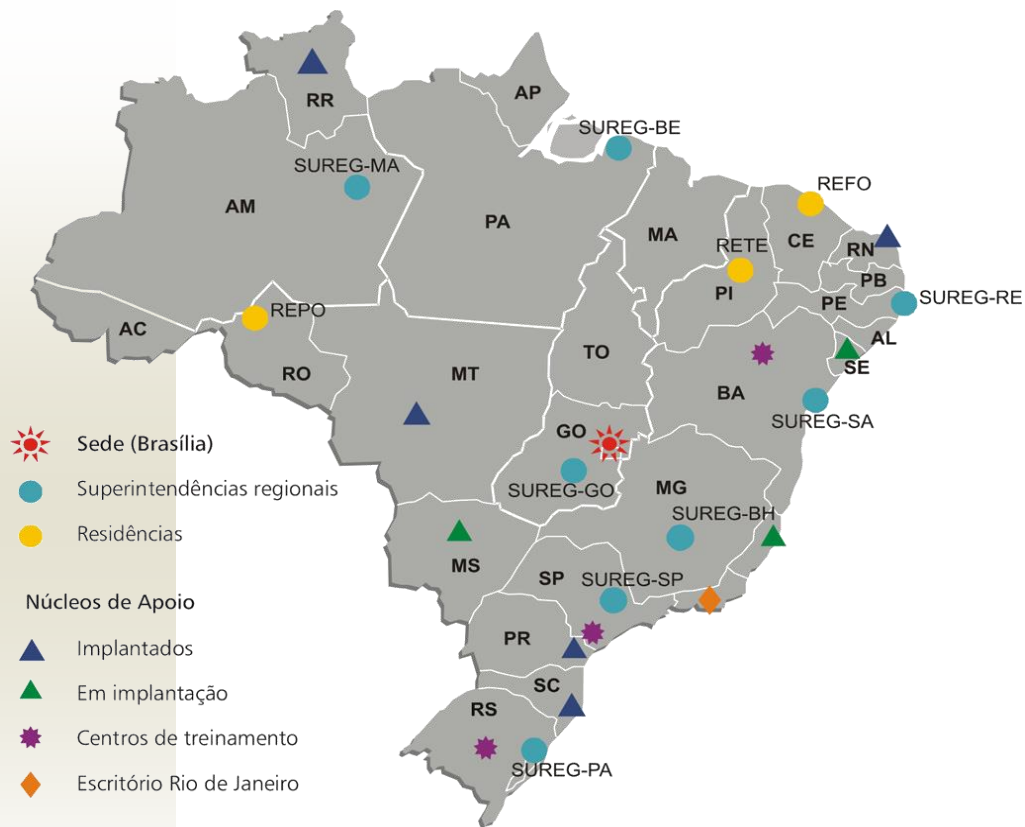 AP
RR
SUREG-BE
SUREG-MA
REFO
AM
PA
MA
CE
RN
RETE
PB
PI
PE
SUREG-RE
REPO
AC
AL
SE
TO
RO
MT
BA
SUREG-SA
GO
SUREG-GO
MG
SUREG-BH
MS
SP
SUREG-SP
PR
SC
RS
SUREG-PA
Sede (Brasília)
Superintendências regionais
Residências
Núcleos de Apoio
Implantados
Em implantação
Centros de treinamento
Escritório Rio de Janeiro